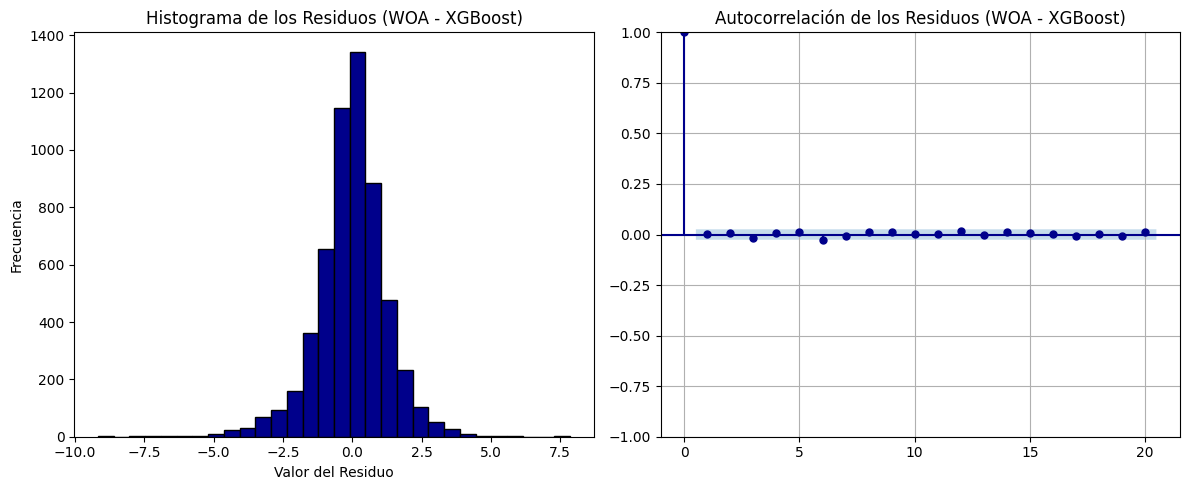 Histograma de los Residuos (WOA - XGBoost)
Frecuencia
1400
1200
1000
800
600
400
200
0
−10.0 −7.5 −5.0 −2.5 0.0 2.5 5.0 7.5
Valor del Residuo
Autocorrelación de los Residuos (WOA - XGBoost)
1.00
0.75
0.50
0.25
0.00
−0.25
−0.50
−0.75
−1.00
0 5 10 15 20